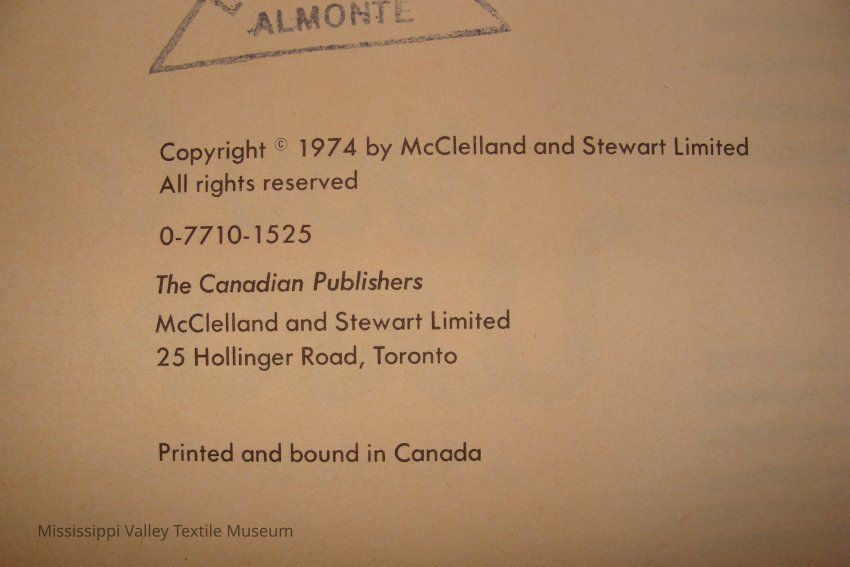 ALMONTE
Copyright © 1974 by McClelland and Stewart Limited
All rights reserved
0-7710-1525
The Canadian Publishers
McClelland and Stewart Limited
25 Hollinger Road, Toronto
Printed and bound in Canada
Mississippi Valley Textile Museum